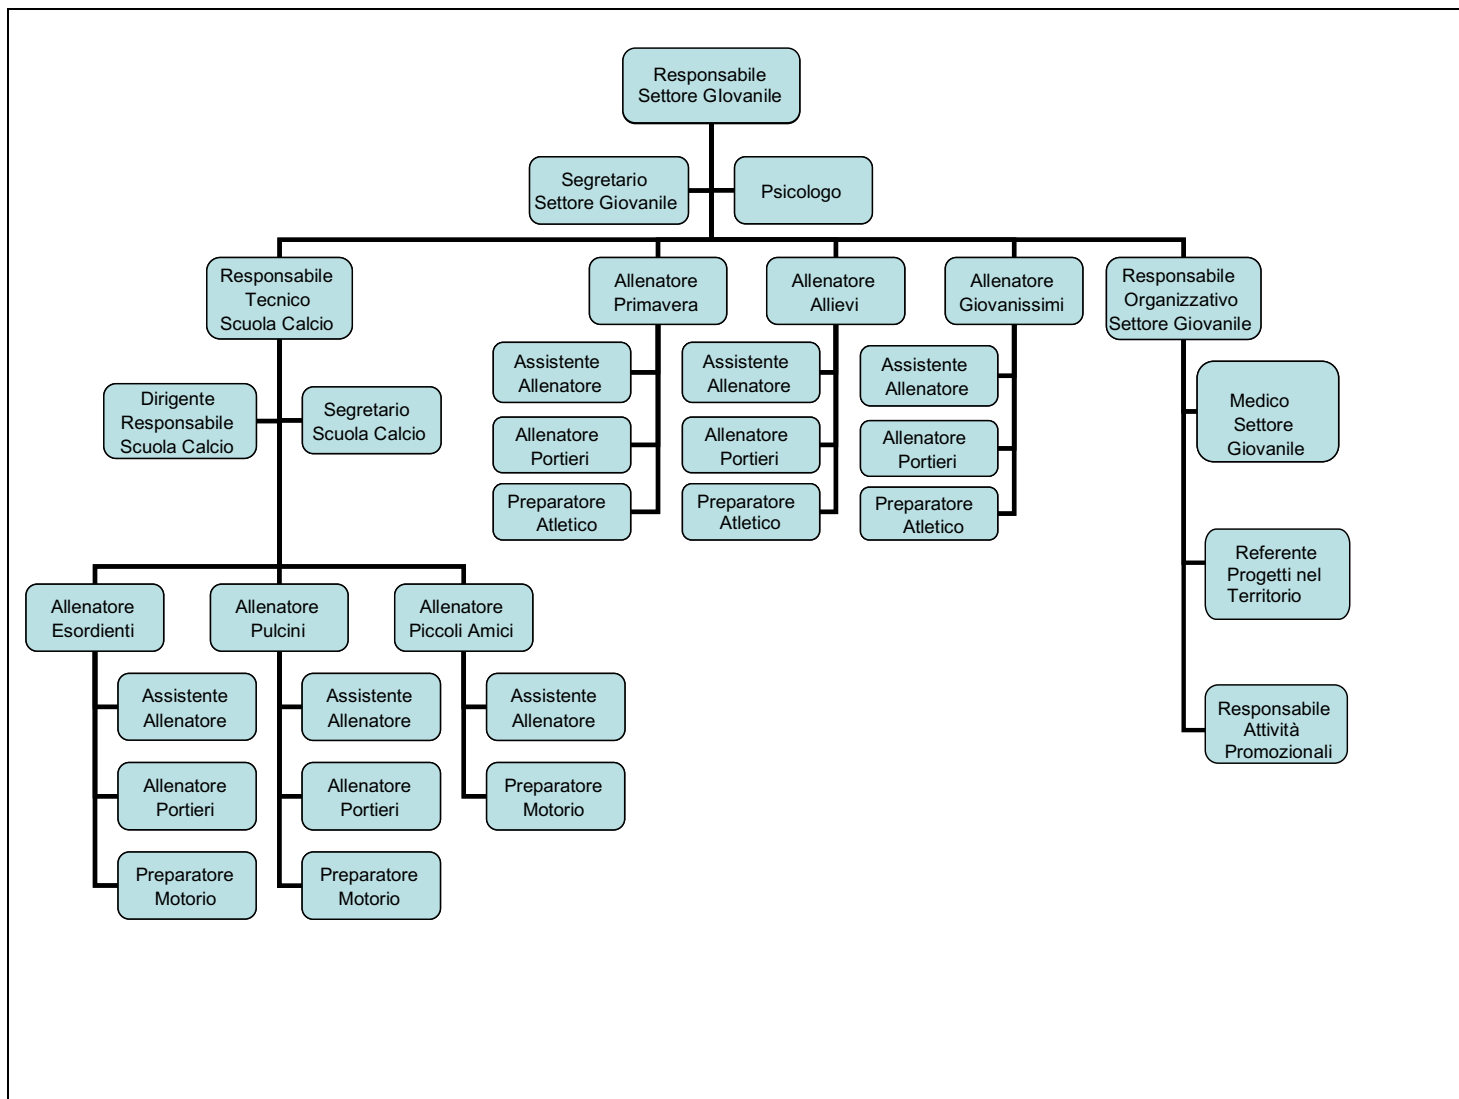 Responsabile
Settore GIovanile
Segretario
Settore Giovanile
Psicologo
Responsabile
Tecnico
Scuola Calcio
Allenatore
Primavera
Allenatore
Allievi
Allenatore
Giovanissimi
Responsabile
Organizzativo
Settore Giovanile
Dirigente
Responsabile
Scuola Calcio
Segretario
Scuola Calcio
Assistente
Allenatore
Allenatore
Portieri
Preparatore
Atletico
Assistente
Allenatore
Allenatore
Portieri
Preparatore
Atletico
Assistente
Allenatore
Allenatore
Portieri
Preparatore
Atletico
Medico
Settore
Giovanile
Referente
Progetti nel
Territorio
Responsabile
Attività
Promozionali
Allenatore
Esordienti
Assistente
Allenatore
Allenatore
Portieri
Preparatore
Motorio
Allenatore
Pulcini
Assistente
Allenatore
Allenatore
Portieri
Preparatore
Motorio
Allenatore
Piccoli Amici
Assistente
Allenatore
Preparatore
Motorio